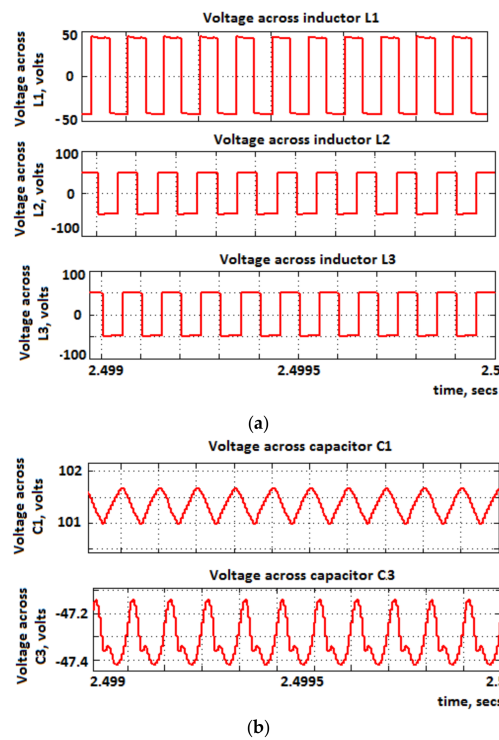 Voltage across inductor L1
Voltage across
L1, volts
50
0
-50
Voltage across inductor L2
Voltage across
L2, volts
100
0
-100
Voltage across inductor L3
Voltage across
L3, volts
100
0
-100
2.499
2.4995
2.5
time, secs
(a)
Voltage across capacitor C1
Voltage across
C1, volts
102
101
Voltage across capacitor C3
Voltage across
C3, volts
-47.2
-47.4
2.499
2.4995
2.5
time, secs
(b)